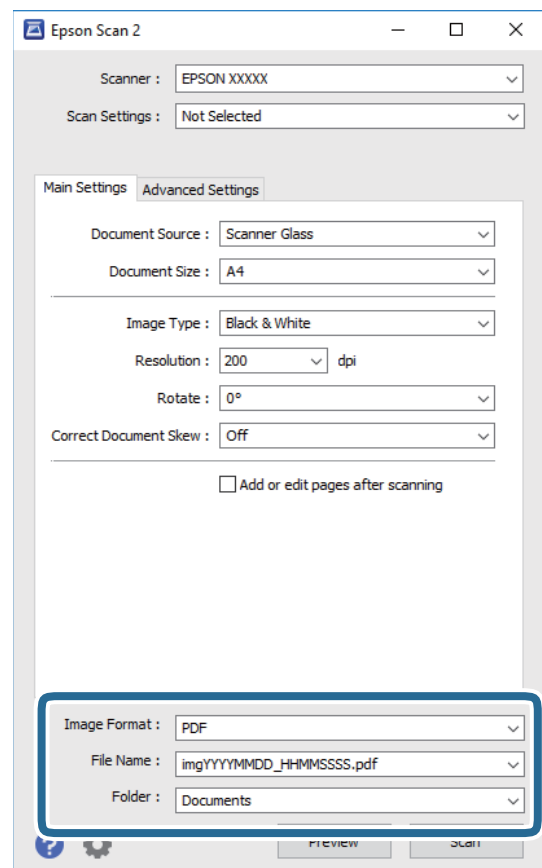 Epson Scan 2
Scanner : EPSON XXXXX
Scan Settings : Not Selected
Main Settings Advanced Settings
Document Source : Scanner Glass
Document Size : A4
Image Type : Black & White
Resolution : 200 dpi
Rotate : 0°
Correct Document Skew : Off
Add or edit pages after scanning
Image Format : PDF
File Name : imgYYYYMMDD_HHMMSSSS.pdf
Folder : Documents
? Preview Scan